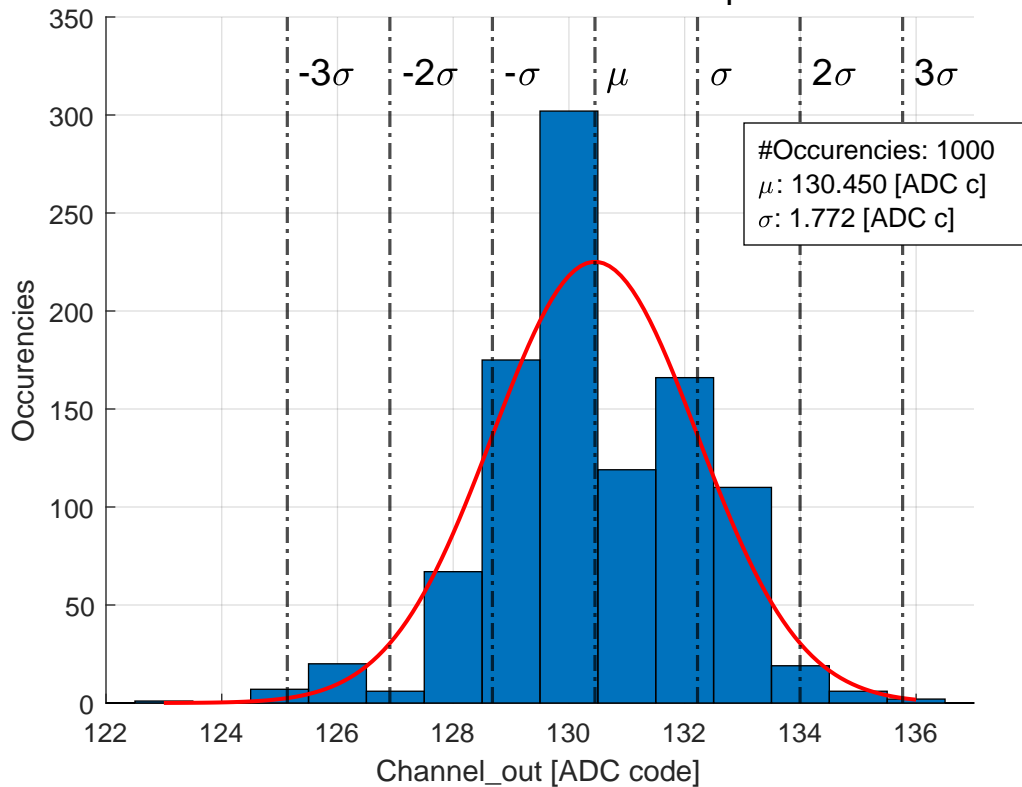 350
300
250
200
150
100
50
0
-3σ
-2σ
-σ
μ
σ
2σ
3σ
#Occurencies: 1000
μ: 130.450 [ADC c]
σ: 1.772 [ADC c]
Occurencies
122
124
126
128
130
132
134
136
Channel_out [ADC code]